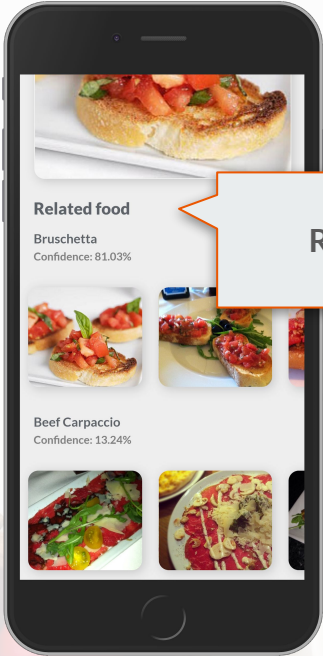 Related food
Bruschetta
Confidence: 81.03%
R
Beef Carpaccio
Confidence: 13.24%